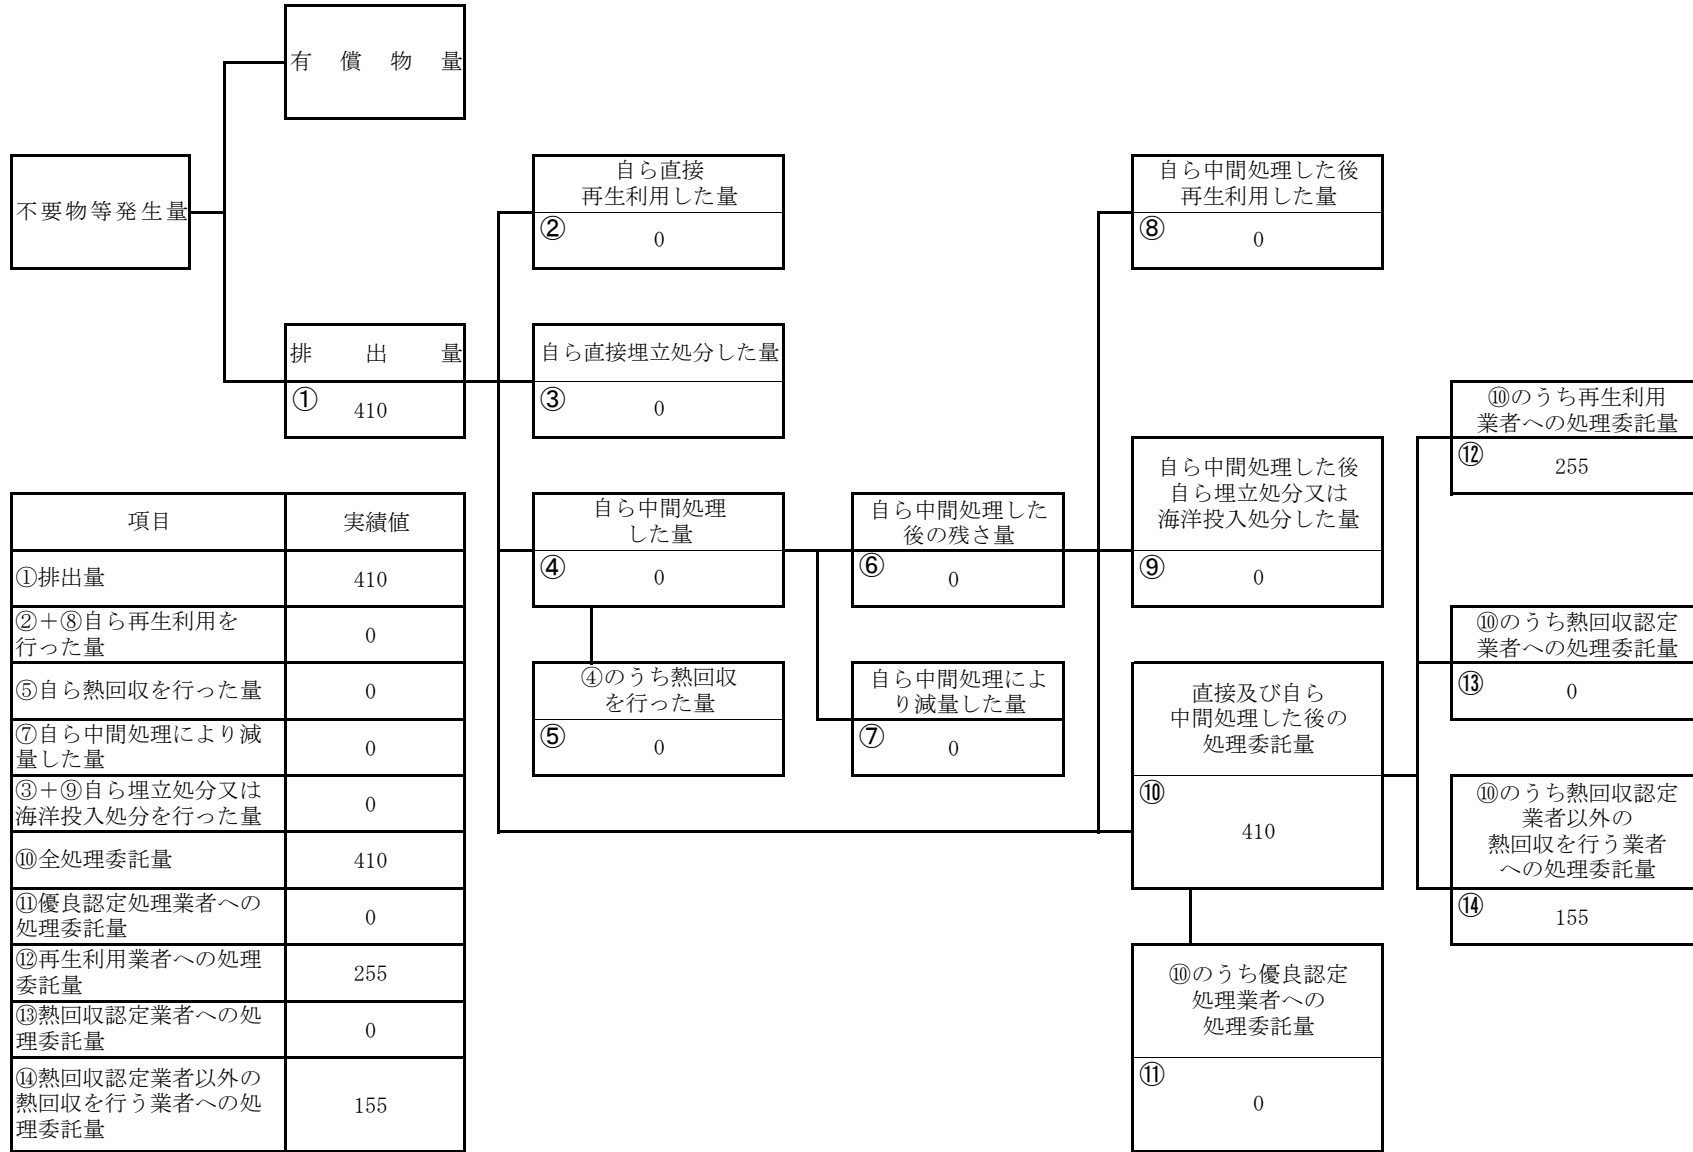 有償物量
不要物等発生量
自ら直接
再生利用した量
② 0
自ら中間処理した後
再生利用した量
⑧ 0
排出量
① 410
自ら直接埋立処分した量
③ 0
⑩のうち再生利用
業者への処理委託量
⑫ 255
自ら中間処理
した量
④ 0
自ら中間処理した
後の残さ量
⑥ 0
自ら中間処理した後
自ら埋立処分又は
海洋投入処分した量
⑨ 0
⑩のうち熱回収認定
業者への処理委託量
⑬ 0
④のうち熱回収
を行った量
⑤ 0
自ら中間処理によ
り減量した量
⑦ 0
直接及び自ら
中間処理した後の
処理委託量
⑩ 410
⑩のうち熱回収認定
業者以外の
熱回収を行う業者
への処理委託量
⑭ 155
⑩のうち優良認定
処理業者への
処理委託量
⑪ 0
項目 実績値
①排出量 410
②+⑧自ら再生利用を
行った量 0
⑤自ら熱回収を行った量 0
⑦自ら中間処理により減
量した量 0
③+⑨自ら埋立処分又は
海洋投入処分を行った量 0
⑩全処理委託量 410
⑪優良認定処理業者への
処理委託量 0
⑫再生利用業者への処理
委託量 255
⑬熱回収認定業者への処
理委託量 0
⑭熱回収認定業者以外の
熱回収を行う業者への処 155
理委託量